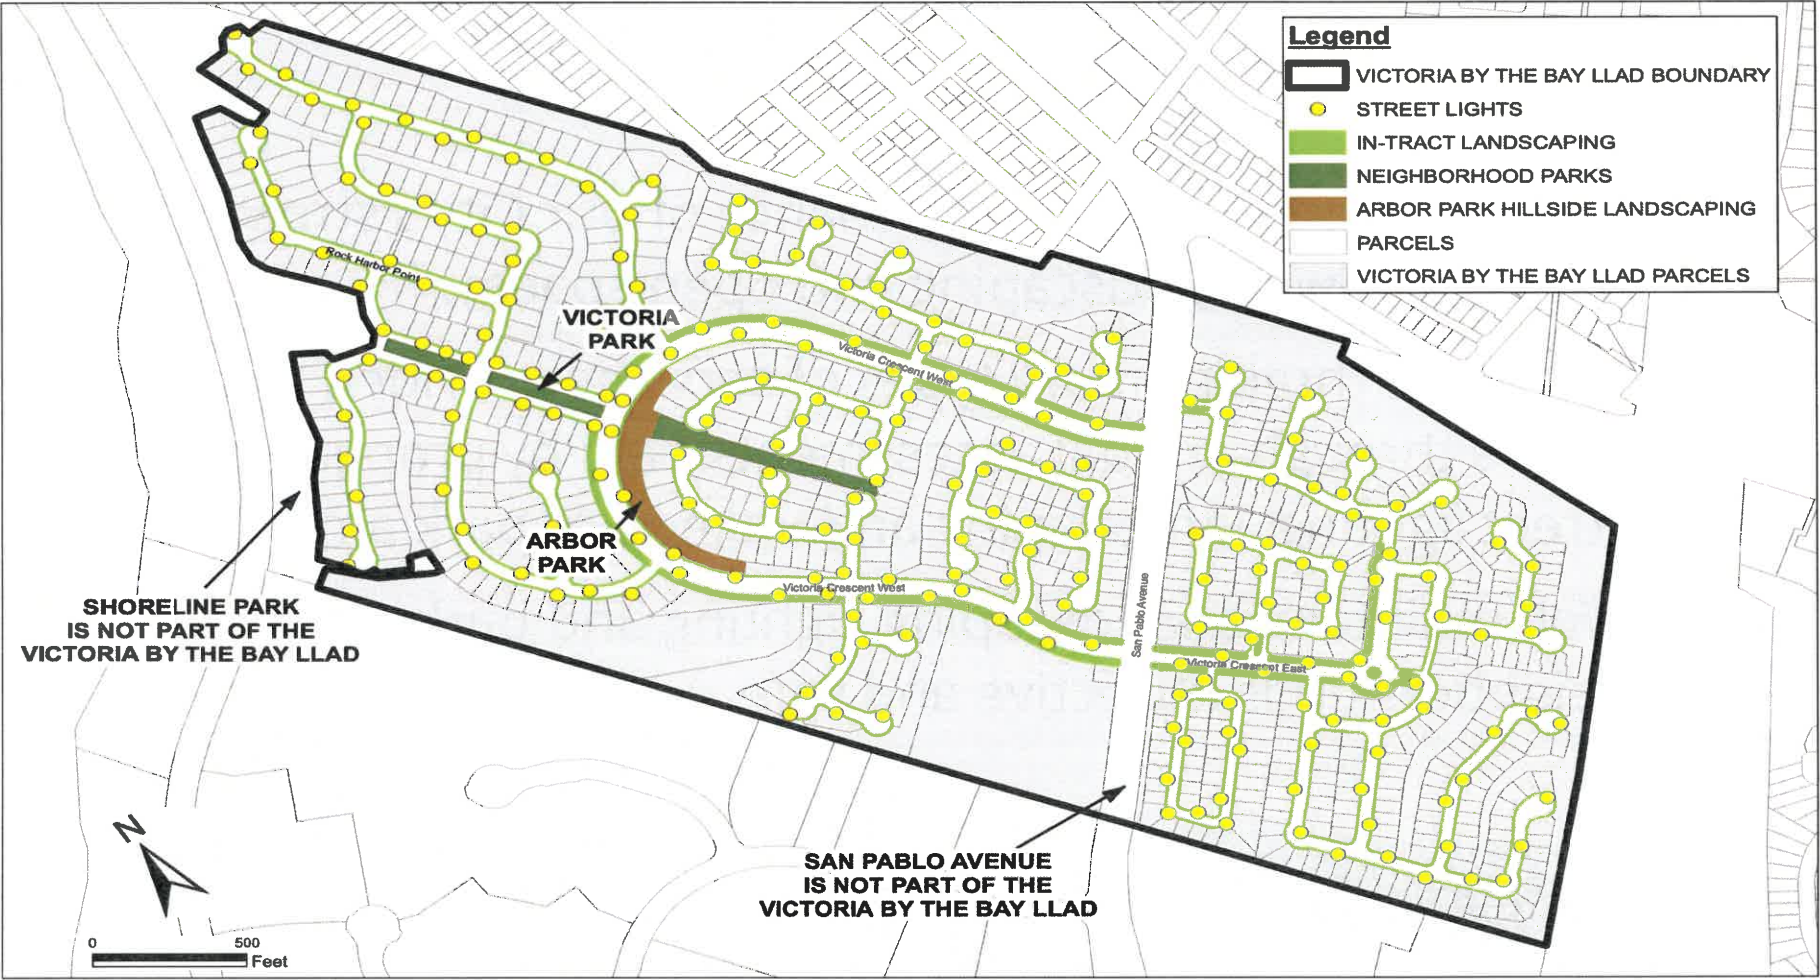 Legend
VICTORIA BY THE BAY LLAD BOUNDARY
STREET LIGHTS
IN-TRACT LANDSCAPING
NEIGHBORHOOD PARKS
ARBOR PARK HILLSIDE LANDSCAPING
PARCELS
VICTORIA BY THE BAY LLAD PARCELS
Rock Harbor Point
VICTORIA
PARK
Victoria Crescent West
ARBOR
PARK
Victoria Crescent West
San Pablo Avenue
Victoria Crescent East
SHORELINE PARK
IS NOT PART OF THE
VICTORIA BY THE BAY LLAD
SAN PABLO AVENUE
IS NOT PART OF THE
VICTORIA BY THE BAY LLAD
N
0 500
Feet